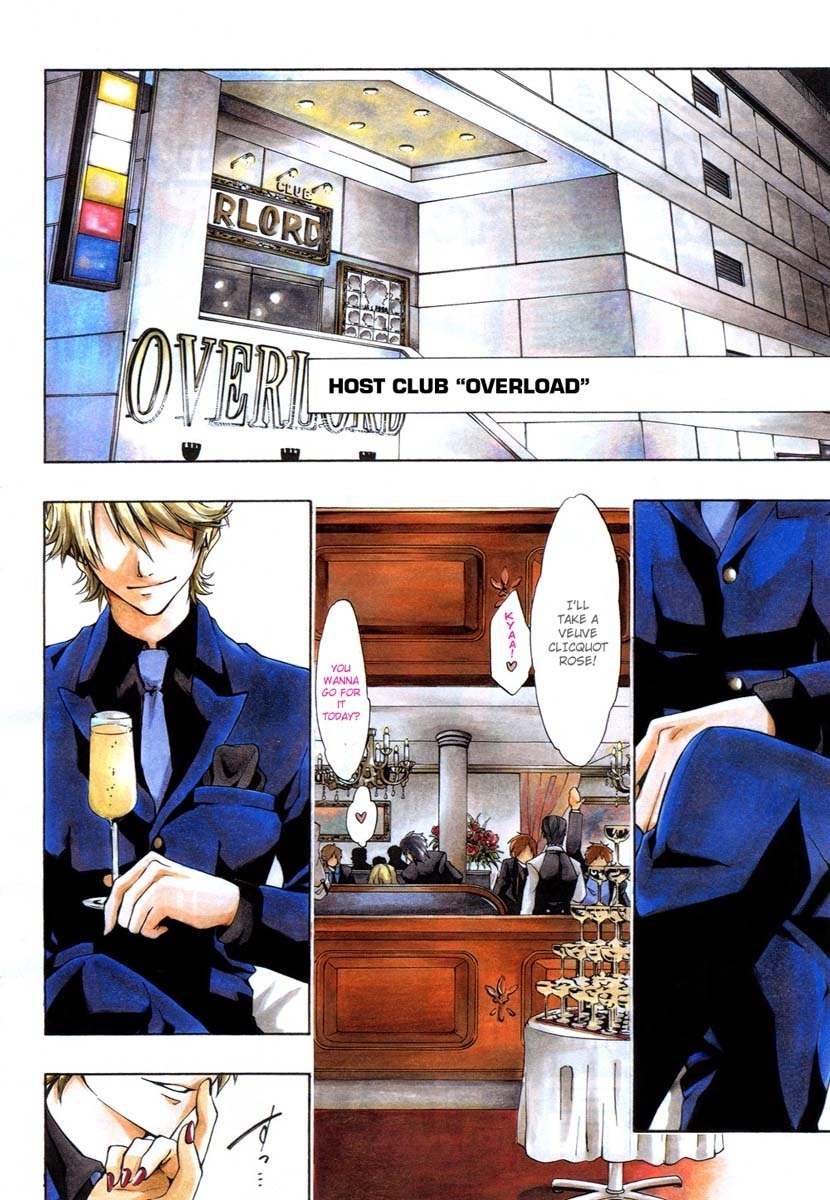 CLUB
RLORD
OVERLORD
HOST CLUB “OVERLOAD”
I'LL
TAKE A
VEUVE
CLICQUOT
ROSE!
KYAA!
♥
YOU
WANNA
GO FOR
IT
TODAY?
♥
すっ…